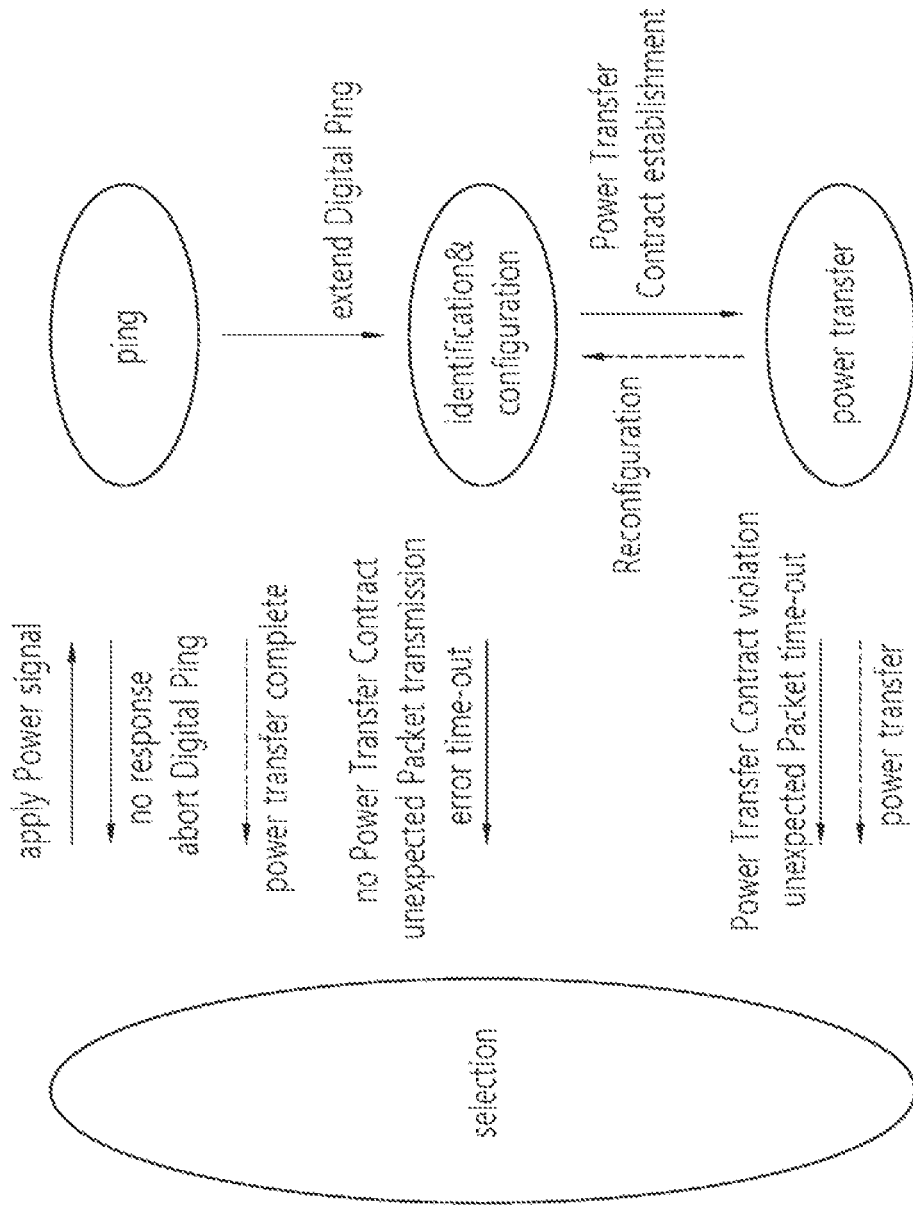 selection
apply Power signal
no response
abort Digital Ping
power transfer complete
no Power Transfer Contract
unexpected Packet transmission
error time-out
Power Transfer Contract violation
unexpected Packet time-out
power transfer
ping
extend Digital Ping
identification&
configuration
Reconfiguration
Power Transfer
Contract establishment
power transfer